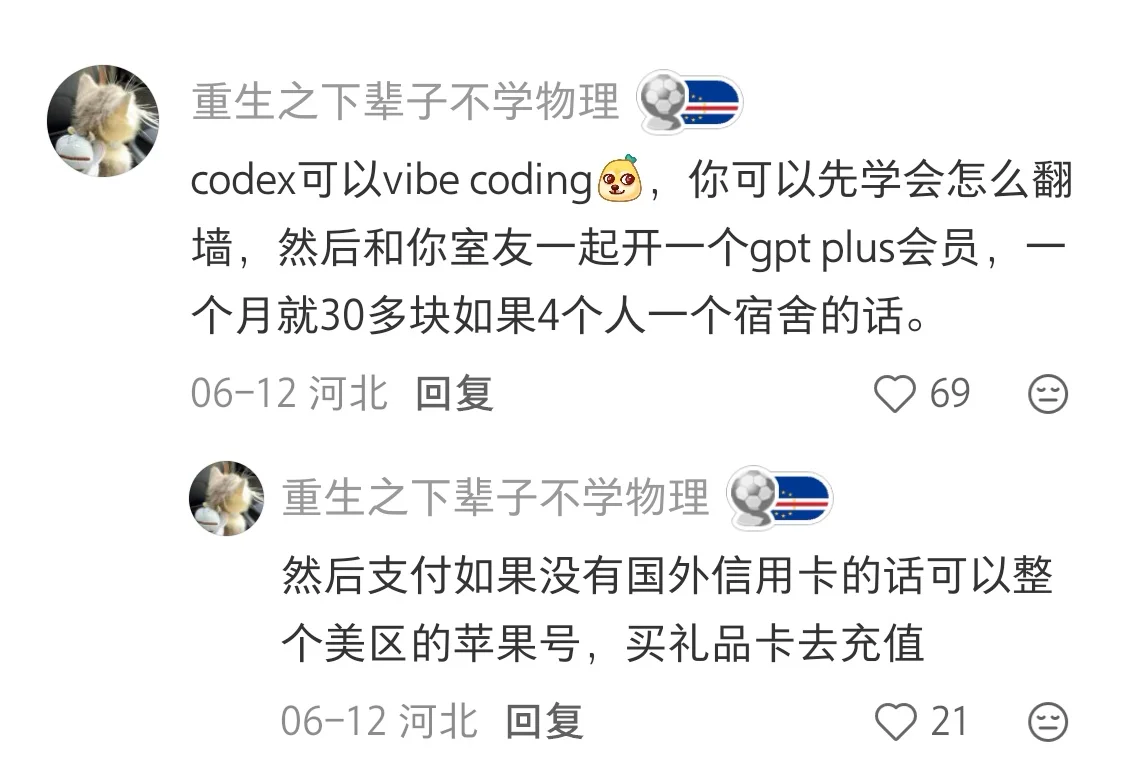 重生之下辈子不学物理
codex可以vibe coding，你可以先学会怎么翻
墙，然后和你室友一起开一个gpt plus会员，一
个月就30多块如果4个人一个宿舍的话。
06-12 河北 回复 69
重生之下辈子不学物理
然后支付如果没有国外信用卡的话可以整
个美区的苹果号，买礼品卡去充值
06-12 河北 回复 21